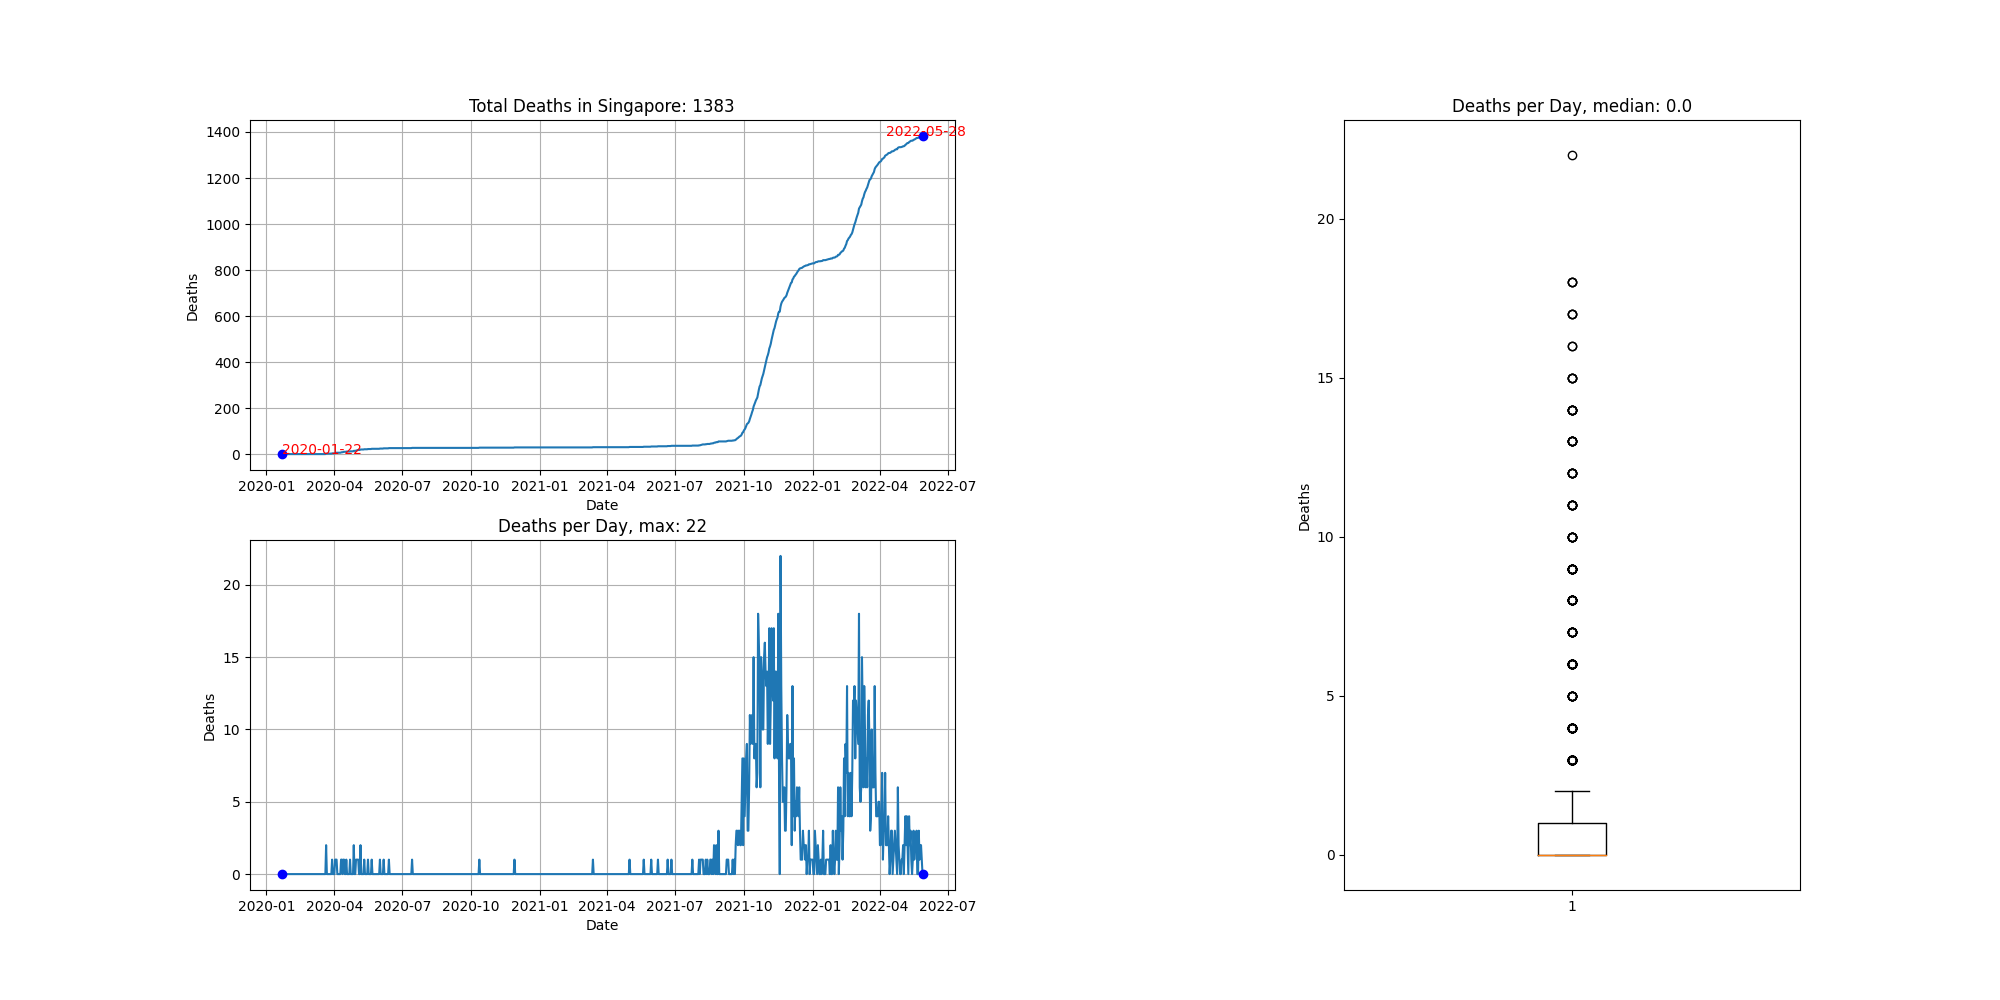 Total Deaths in Singapore: 1383
1400
1200
1000
800
600
400
200
0
Deaths
2022-05-28
2020-01-22
2020-01 2020-04 2020-07 2020-10 2021-01 2021-04 2021-07 2021-10 2022-01 2022-04 2022-07
Date
Deaths per Day, max: 22
20
15
10
5
0
Deaths
2020-01 2020-04 2020-07 2020-10 2021-01 2021-04 2021-07 2021-10 2022-01 2022-04 2022-07
Date
Deaths per Day, median: 0.0
20
15
10
5
0
Deaths
1